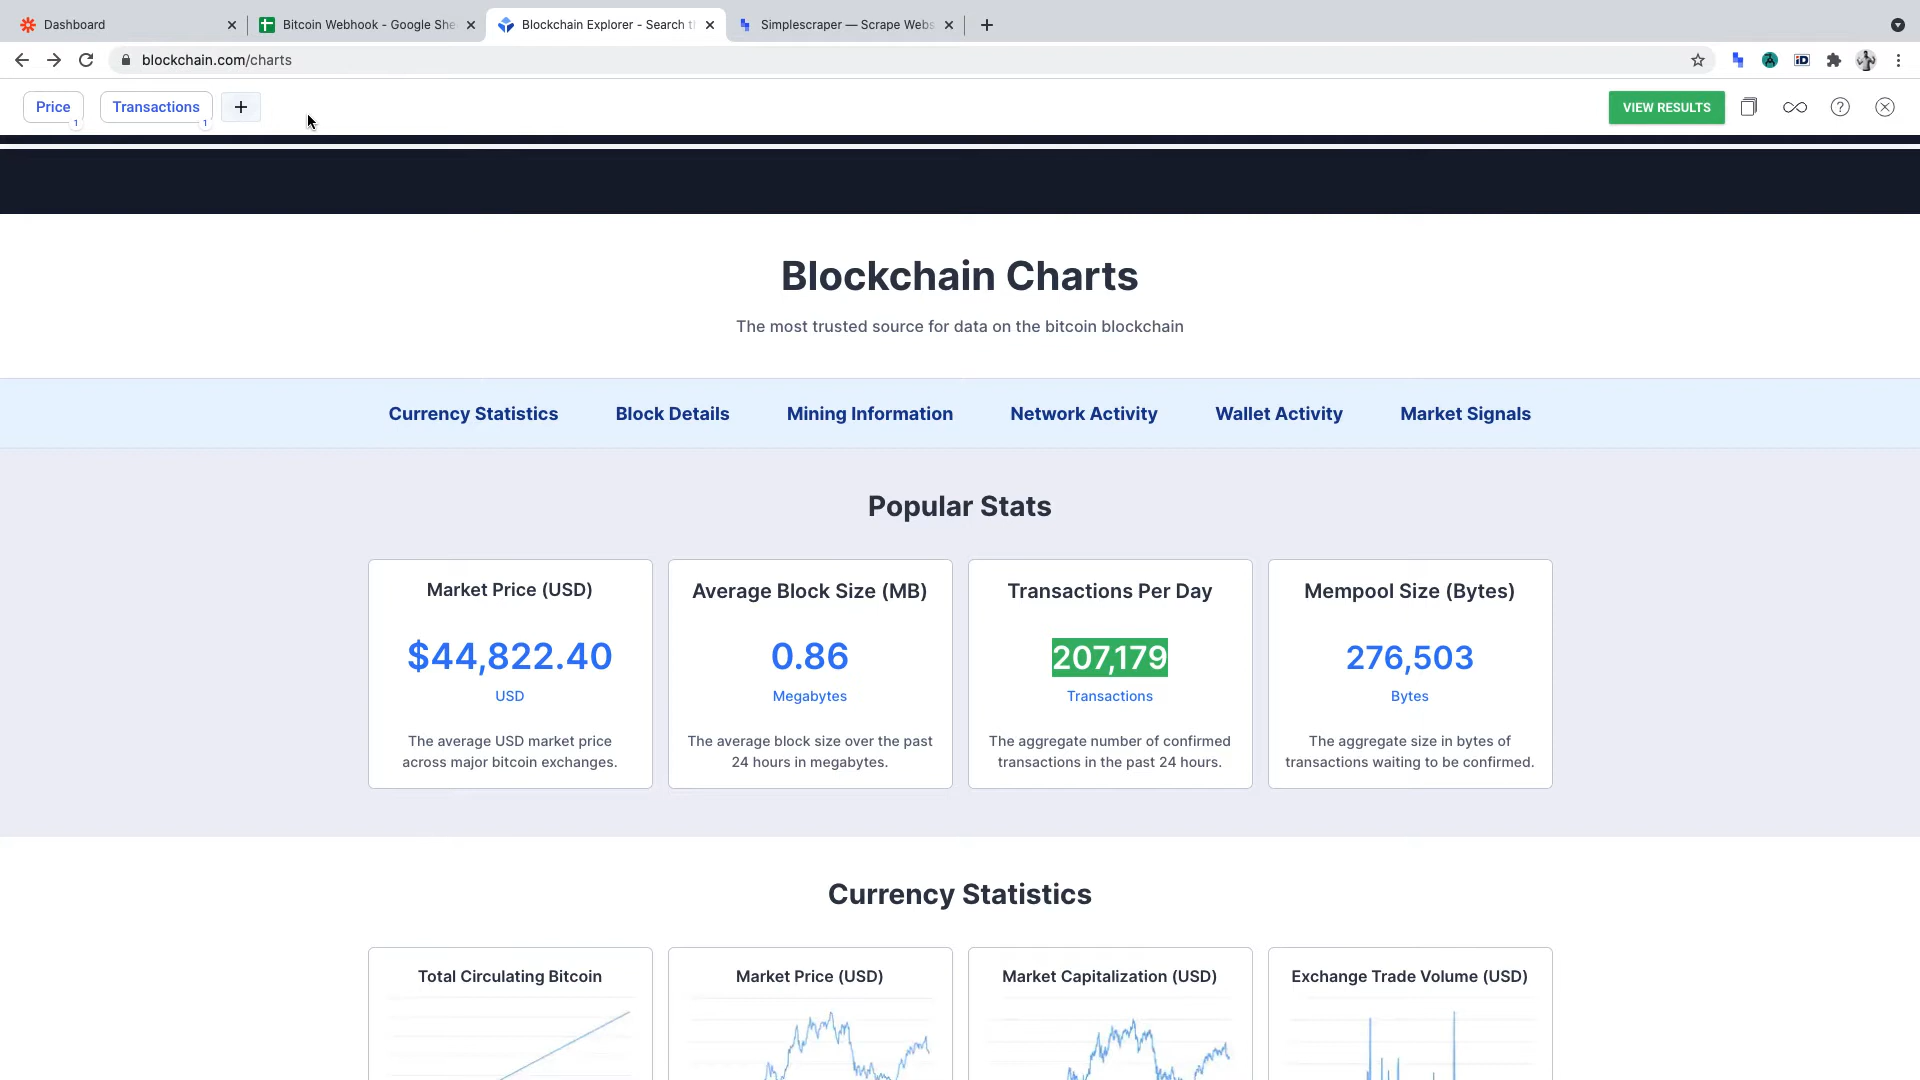 Dashboard
Bitcoin Webhook - Google She
Blockchain Explorer - Search t
Simplescraper — Scrape Webs
blockchain.com/charts
Price
1
Transactions
1
+
VIEW RESULTS
Blockchain Charts
The most trusted source for data on the bitcoin blockchain
Currency Statistics
Block Details
Mining Information
Network Activity
Wallet Activity
Market Signals
Popular Stats
Market Price (USD)
$44,822.40
USD
The average USD market price
across major bitcoin exchanges.
Average Block Size (MB)
0.86
Megabytes
The average block size over the past
24 hours in megabytes.
Transactions Per Day
207,179
Transactions
The aggregate number of confirmed
transactions in the past 24 hours.
Mempool Size (Bytes)
276,503
Bytes
The aggregate size in bytes of
transactions waiting to be confirmed.
Currency Statistics
Total Circulating Bitcoin
Market Price (USD)
Market Capitalization (USD)
Exchange Trade Volume (USD)